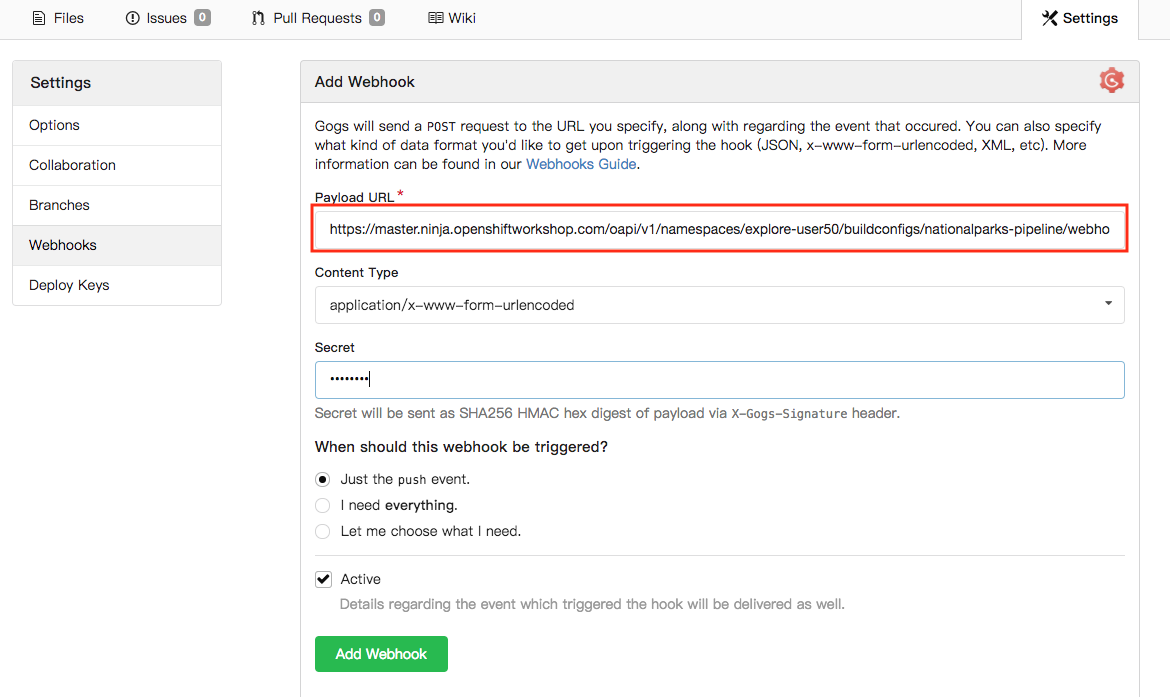 Files
Issues 0
Pull Requests 0
Wiki
Settings
Settings
Options
Collaboration
Branches
Webhooks
Deploy Keys
Add Webhook
Gogs will send a POST request to the URL you specify, along with regarding the event that occured. You can also specify
what kind of data format you'd like to get upon triggering the hook (JSON, x-www-form-urlencoded, XML, etc). More
information can be found in our Webhooks Guide.
Payload URL*
https://master.ninja.openshiftworkshop.com/oapi/v1/namespaces/explore-user50/buildconfigs/nationalparks-pipeline/webho
Content Type
application/x-www-form-urlencoded
Secret
••••••••
Secret will be sent as SHA256 HMAC hex digest of payload via X-Gogs-Signature header.
When should this webhook be triggered?
Just the push event.
I need everything.
Let me choose what I need.
Active
Details regarding the event which triggered the hook will be delivered as well.
Add Webhook